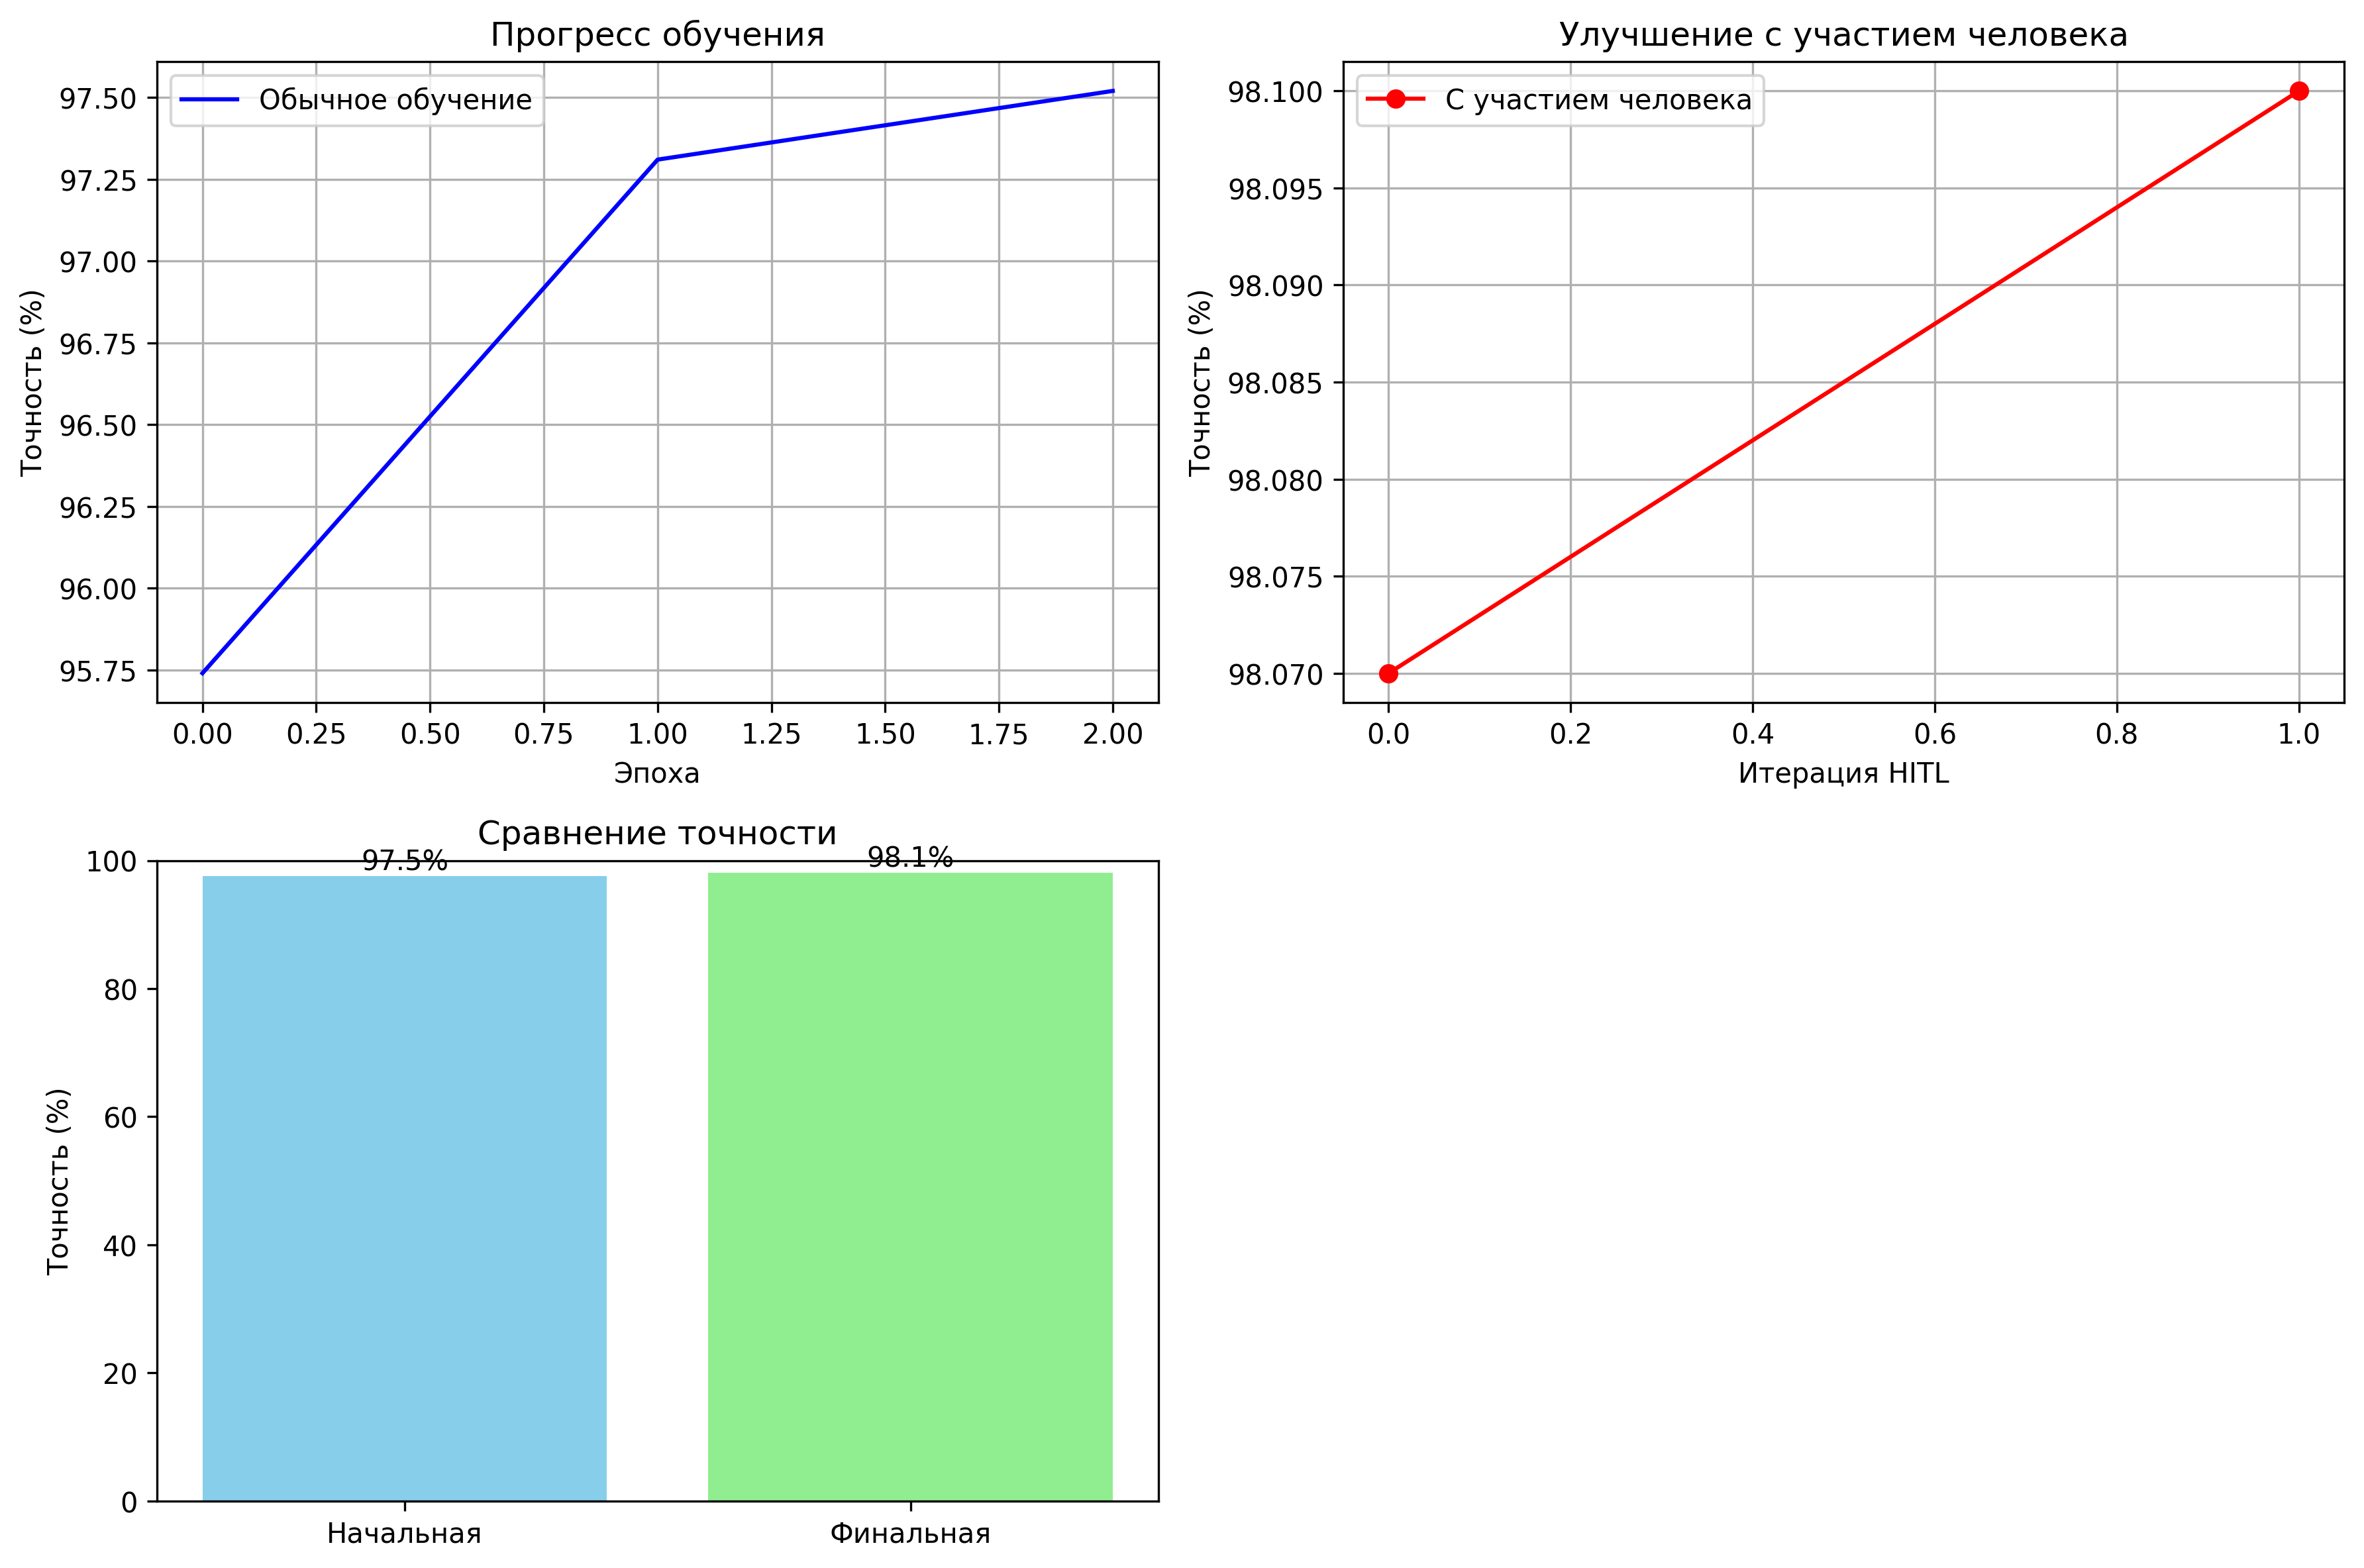 Прогресс обучения
Обычное обучение
Точность (%)
97.50
97.25
97.00
96.75
96.50
96.25
96.00
95.75
0.00 0.25 0.50 0.75 1.00 1.25 1.50 1.75 2.00
Эпоха
Улучшение с участием человека
С участием человека
Точность (%)
98.100
98.095
98.090
98.085
98.080
98.075
98.070
0.0 0.2 0.4 0.6 0.8 1.0
Итерация HITL
Сравнение точности
97.5% 98.1%
Точность (%)
100
80
60
40
20
0
Начальная Финальная